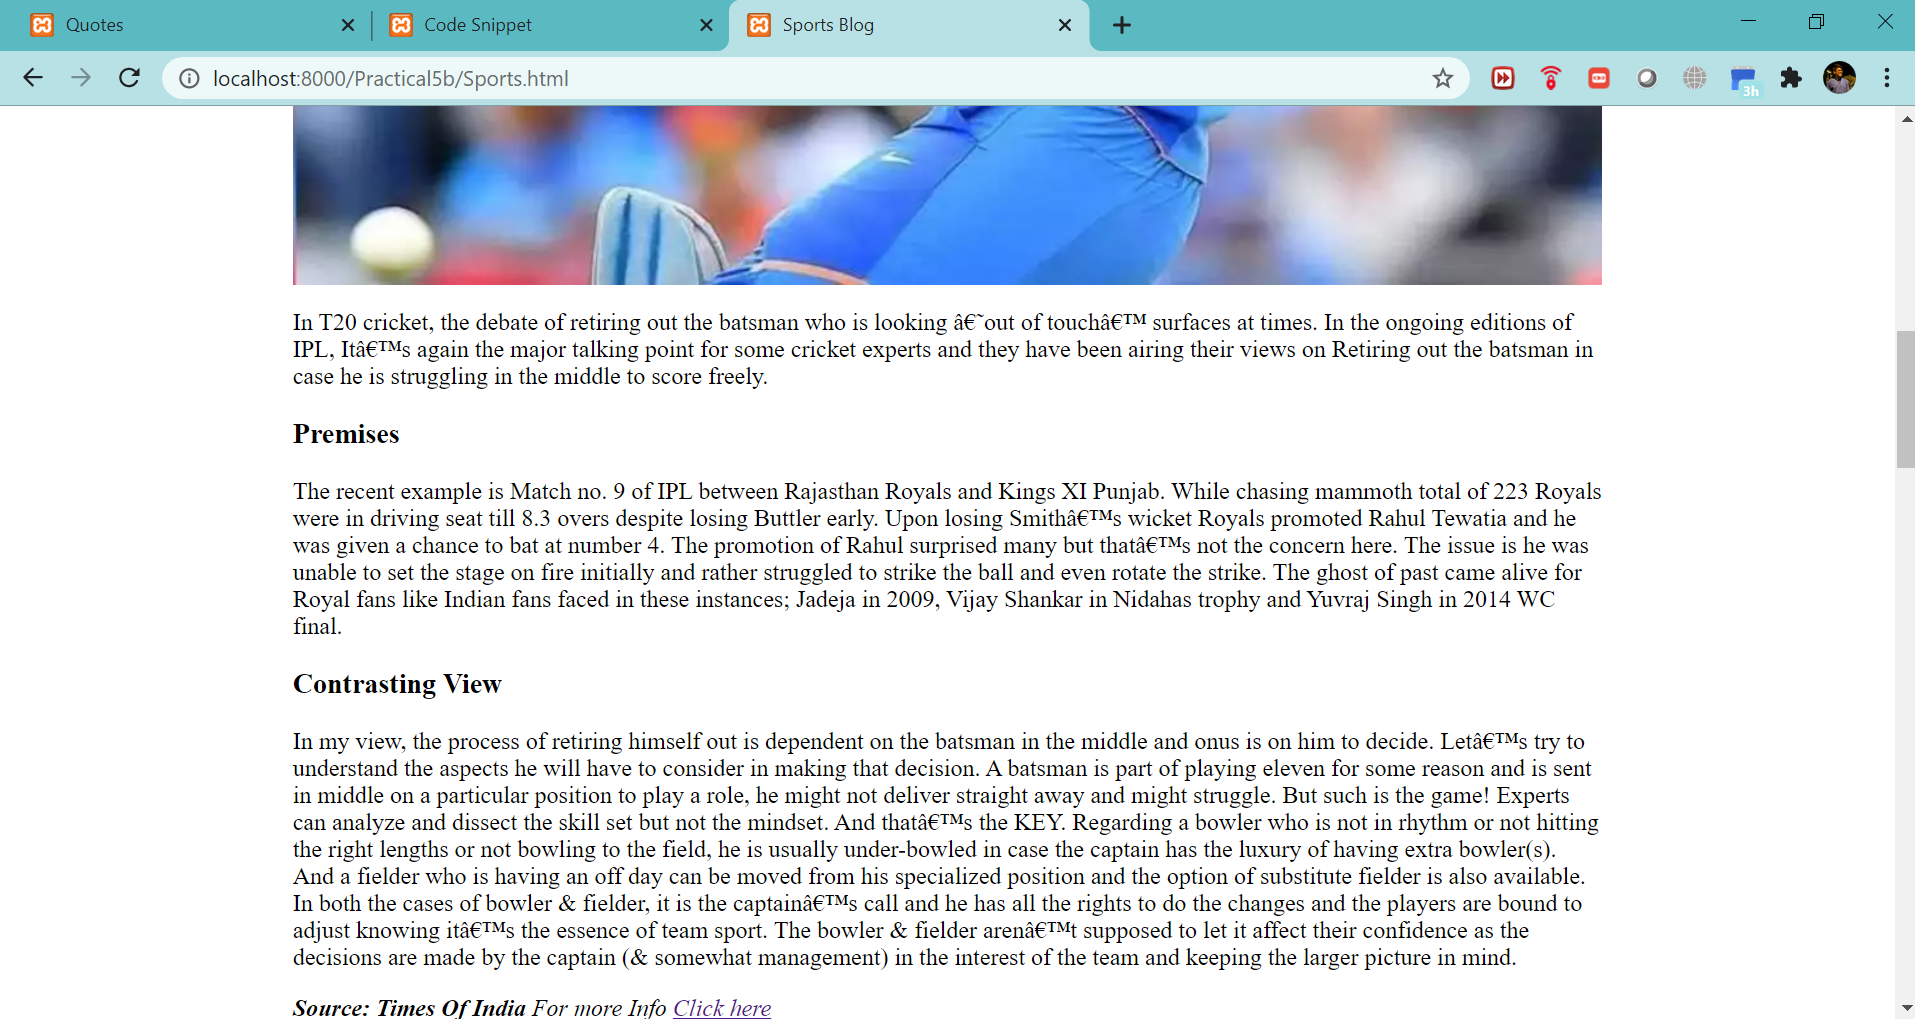 Quotes
Code Snippet
Sports Blog
localhost:8000/Practical5b/Sports.html
3h
In T20 cricket, the debate of retiring out the batsman who is looking â€˜out of touchâ€™ surfaces at times. In the ongoing editions of
IPL, Itâ€™s again the major talking point for some cricket experts and they have been airing their views on Retiring out the batsman in
case he is struggling in the middle to score freely.
Premises
The recent example is Match no. 9 of IPL between Rajasthan Royals and Kings XI Punjab. While chasing mammoth total of 223 Royals
were in driving seat till 8.3 overs despite losing Buttler early. Upon losing Smithâ€™s wicket Royals promoted Rahul Tewatia and he
was given a chance to bat at number 4. The promotion of Rahul surprised many but thatâ€™s not the concern here. The issue is he was
unable to set the stage on fire initially and rather struggled to strike the ball and even rotate the strike. The ghost of past came alive for
Royal fans like Indian fans faced in these instances; Jadeja in 2009, Vijay Shankar in Nidahas trophy and Yuvraj Singh in 2014 WC
final.
Contrasting View
In my view, the process of retiring himself out is dependent on the batsman in the middle and onus is on him to decide. Letâ€™s try to
understand the aspects he will have to consider in making that decision. A batsman is part of playing eleven for some reason and is sent
in middle on a particular position to play a role, he might not deliver straight away and might struggle. But such is the game! Experts
can analyze and dissect the skill set but not the mindset. And thatâ€™s the KEY. Regarding a bowler who is not in rhythm or not hitting
the right lengths or not bowling to the field, he is usually under-bowled in case the captain has the luxury of having extra bowler(s).
And a fielder who is having an off day can be moved from his specialized position and the option of substitute fielder is also available.
In both the cases of bowler & fielder, it is the captainâ€™s call and he has all the rights to do the changes and the players are bound to
adjust knowing itâ€™s the essence of team sport. The bowler & fielder arenâ€™t supposed to let it affect their confidence as the
decisions are made by the captain (& somewhat management) in the interest of the team and keeping the larger picture in mind.
Source: Times Of India For more Info Click here